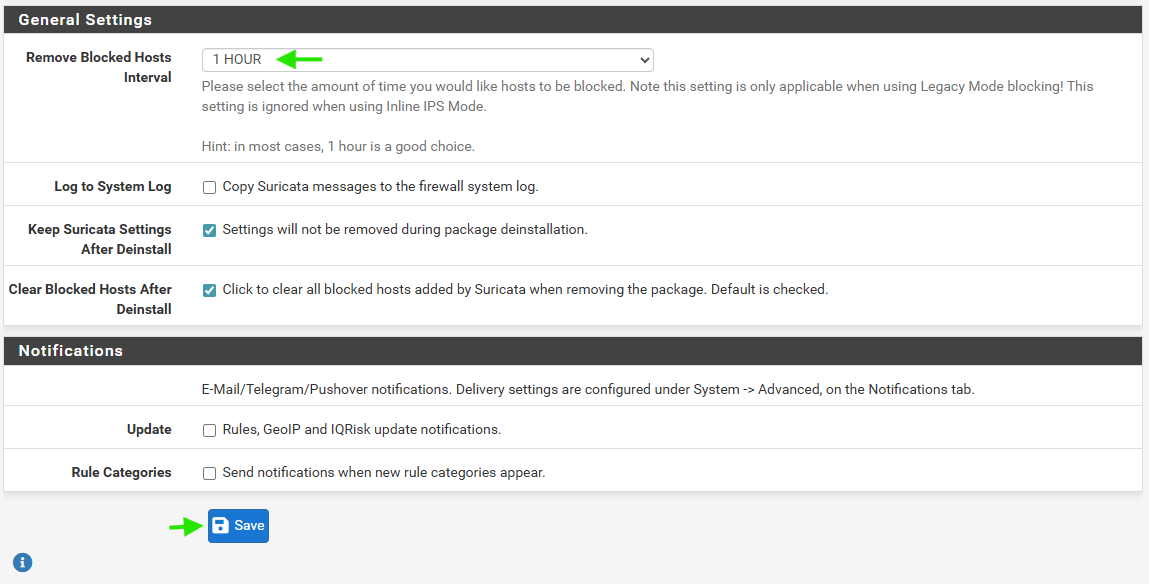 General Settings
Remove Blocked Hosts
Interval
1 HOUR
Please select the amount of time you would like hosts to be blocked. Note this setting is only applicable when using Legacy Mode blocking! This
setting is ignored when using Inline IPS Mode.
Hint: in most cases, 1 hour is a good choice.
Log to System Log
Copy Suricata messages to the firewall system log.
Keep Suricata Settings
After Deinstall
Settings will not be removed during package deinstallation.
Clear Blocked Hosts After
Deinstall
Click to clear all blocked hosts added by Suricata when removing the package. Default is checked.
Notifications
E-Mail/Telegram/Pushover notifications. Delivery settings are configured under System -> Advanced, on the Notifications tab.
Update
Rules, GeoIP and IQRisk update notifications.
Rule Categories
Send notifications when new rule categories appear.
Save